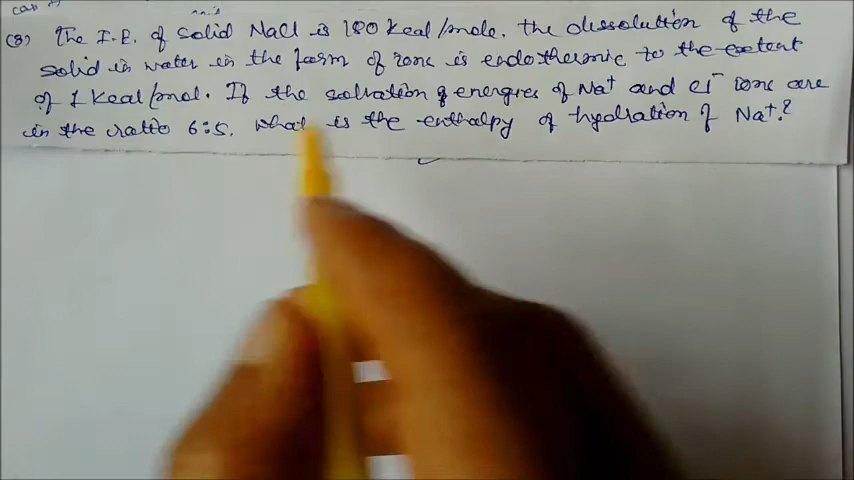 (8) The I.E. of solid NaCl is 180 Kcal/mole. the dissolution of the
solid in water in the form of ions is endothermic to the extent
of 1 Kcal/mol. If the solvation energies of Na⁺ and Cl⁻ ions are
in the ratio 6:5. What is the enthalpy of hydration of Na⁺?